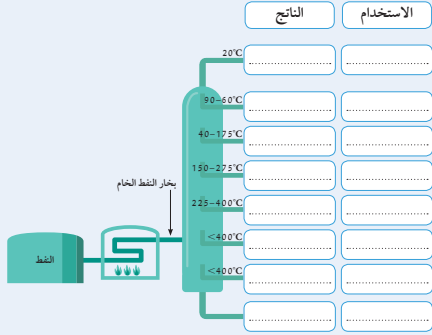 الناتج
الاستخدام
20°C
90–60°C
40–175°C
150–275°C
225–400°C
<400°C
<400°C
بخار النفط الخام
النفط